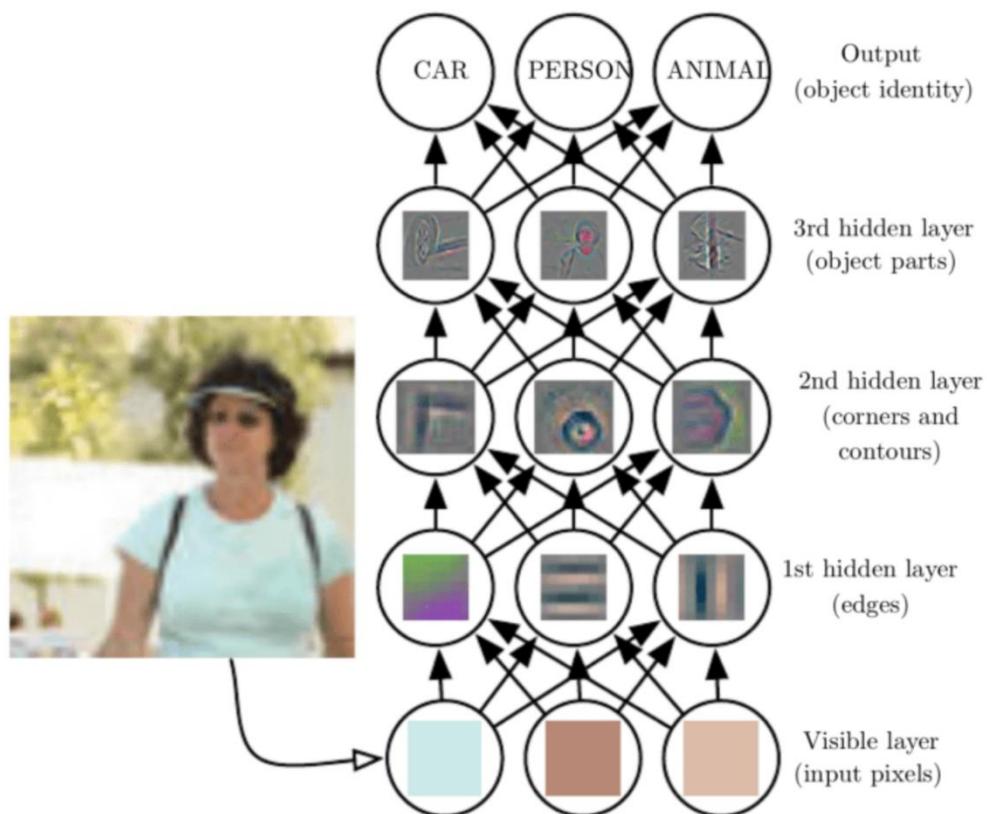 CAR
PERSON
ANIMAL
Output
(object identity)
3rd hidden layer
(object parts)
2nd hidden layer
(corners and
contours)
1st hidden layer
(edges)
Visible layer
(input pixels)